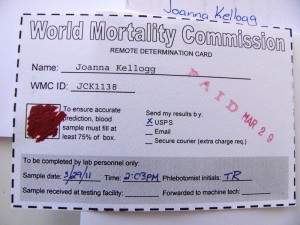 Joanna Kellogg
World Mortality Commission
REMOTE DETERMINATION CARD
Name: Joanna Kellogg
WMC ID: JCK1138
PAID MAR 29
To ensure accurate
prediction, blood
sample must fill at
least 75% of box.
Send my results by:
X USPS
Email
Secure courier (extra charge req.)
To be completed by lab personnel only:
Sample date: 3/29/11 Time: 2:03PM Phlebotomist initials: TR
Sample received at testing facility: Forwarded to machine tech: